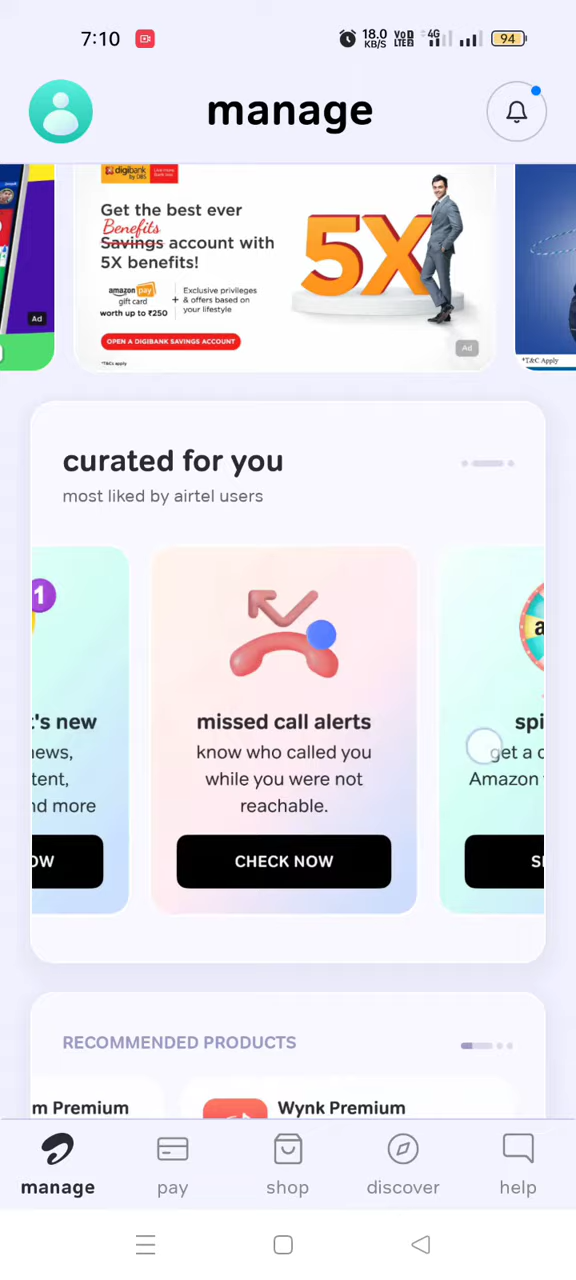 7:10
18.0 KB/S
VoD LTE2
4G
94
manage
digibank
by DBS
Get the best ever
Benefits
Savings account with
5X benefits!
5X
amazon pay
gift card
worth up to ₹250
+
Exclusive privileges
& offers based on
your lifestyle
OPEN A DIGIBANK SAVINGS ACCOUNT
*T&Cs apply
Ad
Ad
*T&C Apply
curated for you
most liked by airtel users
1
't's new
news,
tent,
nd more
OW
missed call alerts
know who called you
while you were not
reachable.
CHECK NOW
a
spi
get a c
Amazon
S
RECOMMENDED PRODUCTS
m Premium
Wynk Premium
manage
pay
shop
discover
help